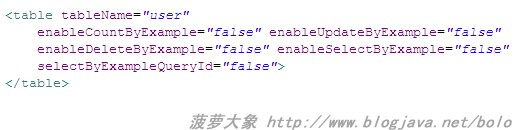 <table tableName="user"
enableCountByExample="false" enableUpdateByExample="false"
enableDeleteByExample="false" enableSelectByExample="false"
selectByExampleQueryId="false">
</table>
菠萝大象 http://www.blogjava.net/bolo